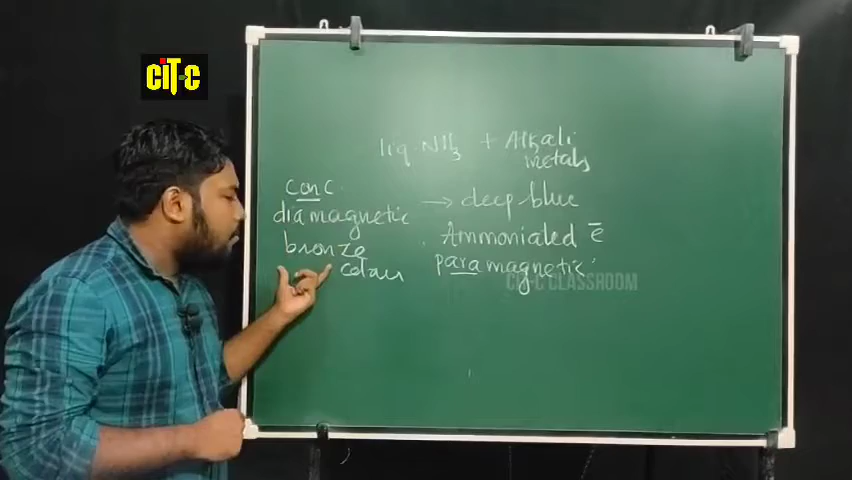 CiT-C
liq. NH3 + Alkali
metals
conc.
diamagnetic → deep blue
bronze . Ammoniated ē
colour paramagnetic
CiT-C CLASSROOM